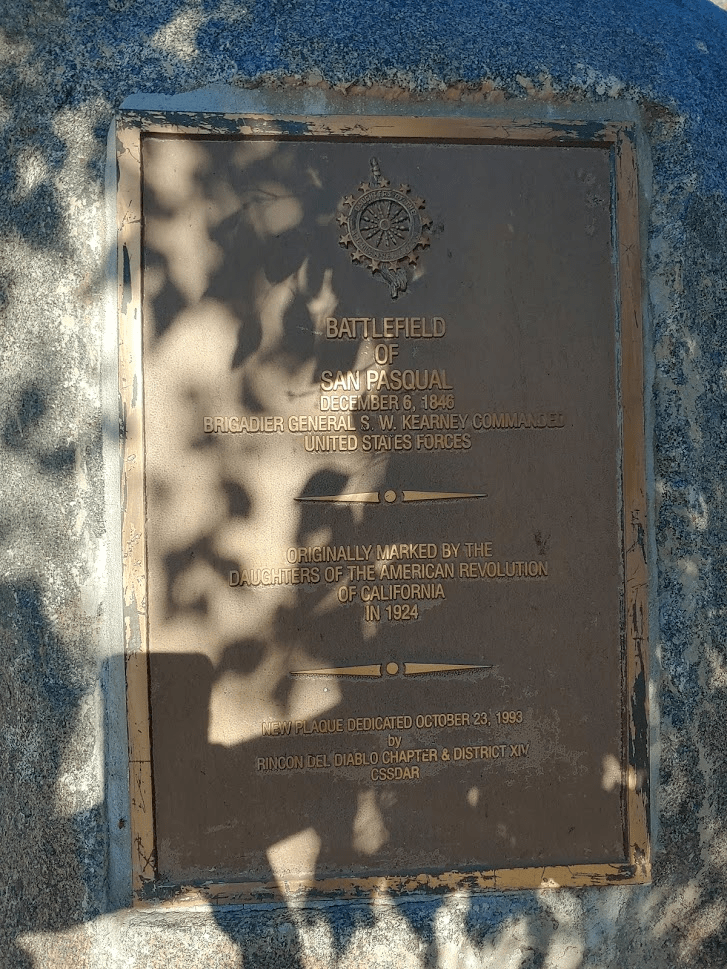 BATTLEFIELD
OF
SAN PASQUAL
DECEMBER 6, 1846
BRIGADIER GENERAL S. W. KEARNEY COMMANDED
UNITED STATES FORCES
ORIGINALLY MARKED BY THE
DAUGHTERS OF THE AMERICAN REVOLUTION
OF CALIFORNIA
IN 1924
NEW PLAQUE DEDICATED OCTOBER 23, 1993
by
RINCON DEL DIABLO CHAPTER & DISTRICT XIV
CSSDAR